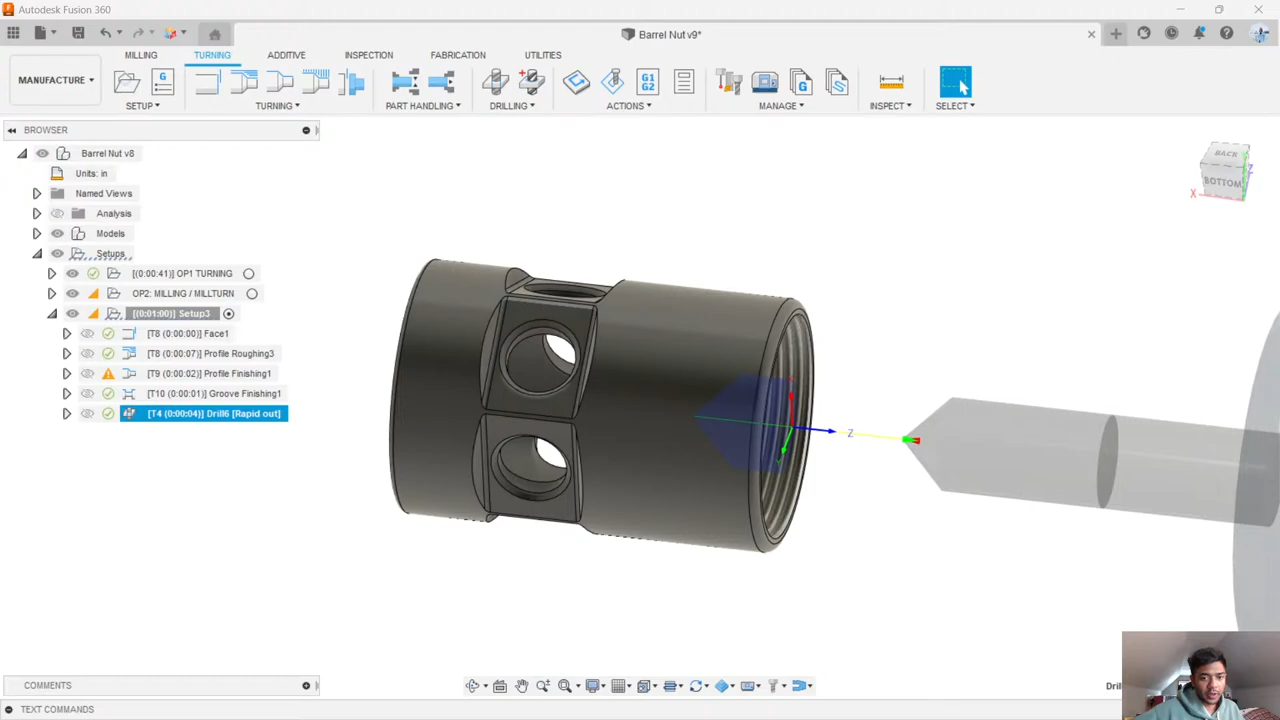 Autodesk Fusion 360
Barrel Nut v9*
MILLING TURNING ADDITIVE INSPECTION FABRICATION UTILITIES
MANUFACTURE
G
G1 G2
G
SETUP TURNING PART HANDLING DRILLING ACTIONS MANAGE INSPECT SELECT
BROWSER
Barrel Nut v8
Units: in
Named Views
Analysis
Models
Setups
[(0:00:41)] OP1 TURNING
OP2: MILLING / MILLTURN
[(0:01:00)] Setup3
[T8 (0:00:00)] Face1
[T8 (0:00:07)] Profile Roughing3
[T9 (0:00:02)] Profile Finishing1
[T10 (0:00:01)] Groove Finishing1
[T4 (0:00:04)] Drill6 [Rapid out]
BACK
BOTTOM
X
Z
Z
COMMENTS
TEXT COMMANDS